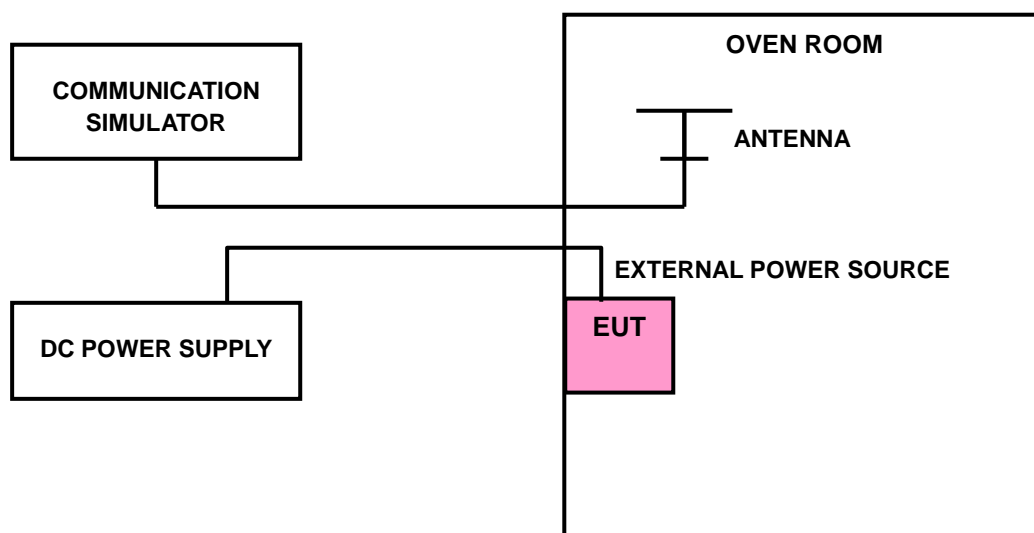 OVEN ROOM
COMMUNICATION
SIMULATOR
ANTENNA
EXTERNAL POWER SOURCE
EUT
DC POWER SUPPLY